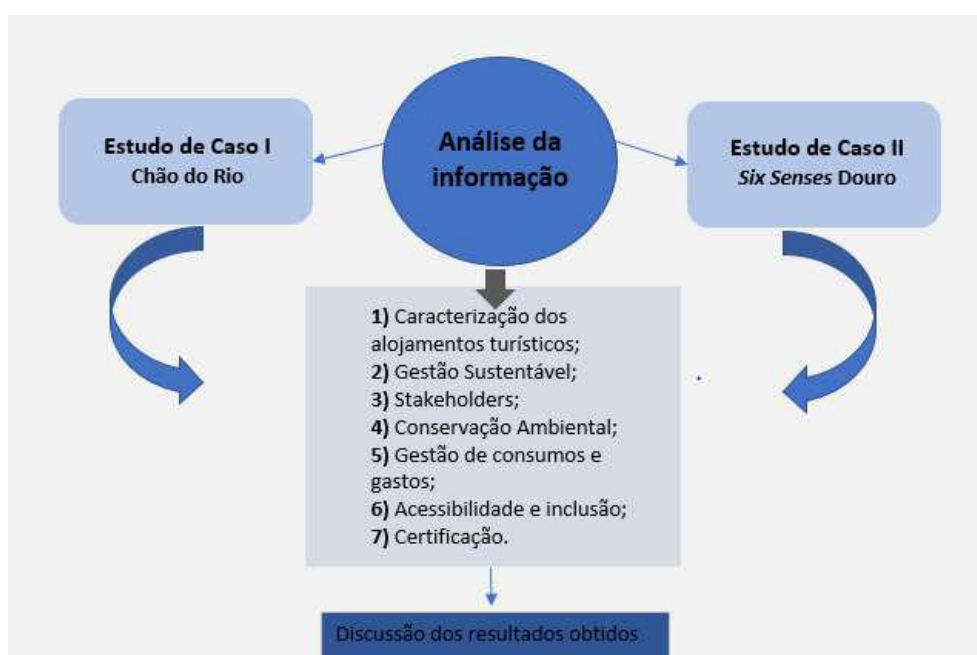 Estudo de Caso I
Chão do Rio
Análise da
informação
Estudo de Caso II
Six Senses Douro
1) Caracterização dos
alojamentos turísticos;
2) Gestão Sustentável;
3) Stakeholders;
4) Conservação Ambiental;
5) Gestão de consumos e
gastos;
6) Acessibilidade e inclusão;
7) Certificação.
Discussão dos resultados obtidos